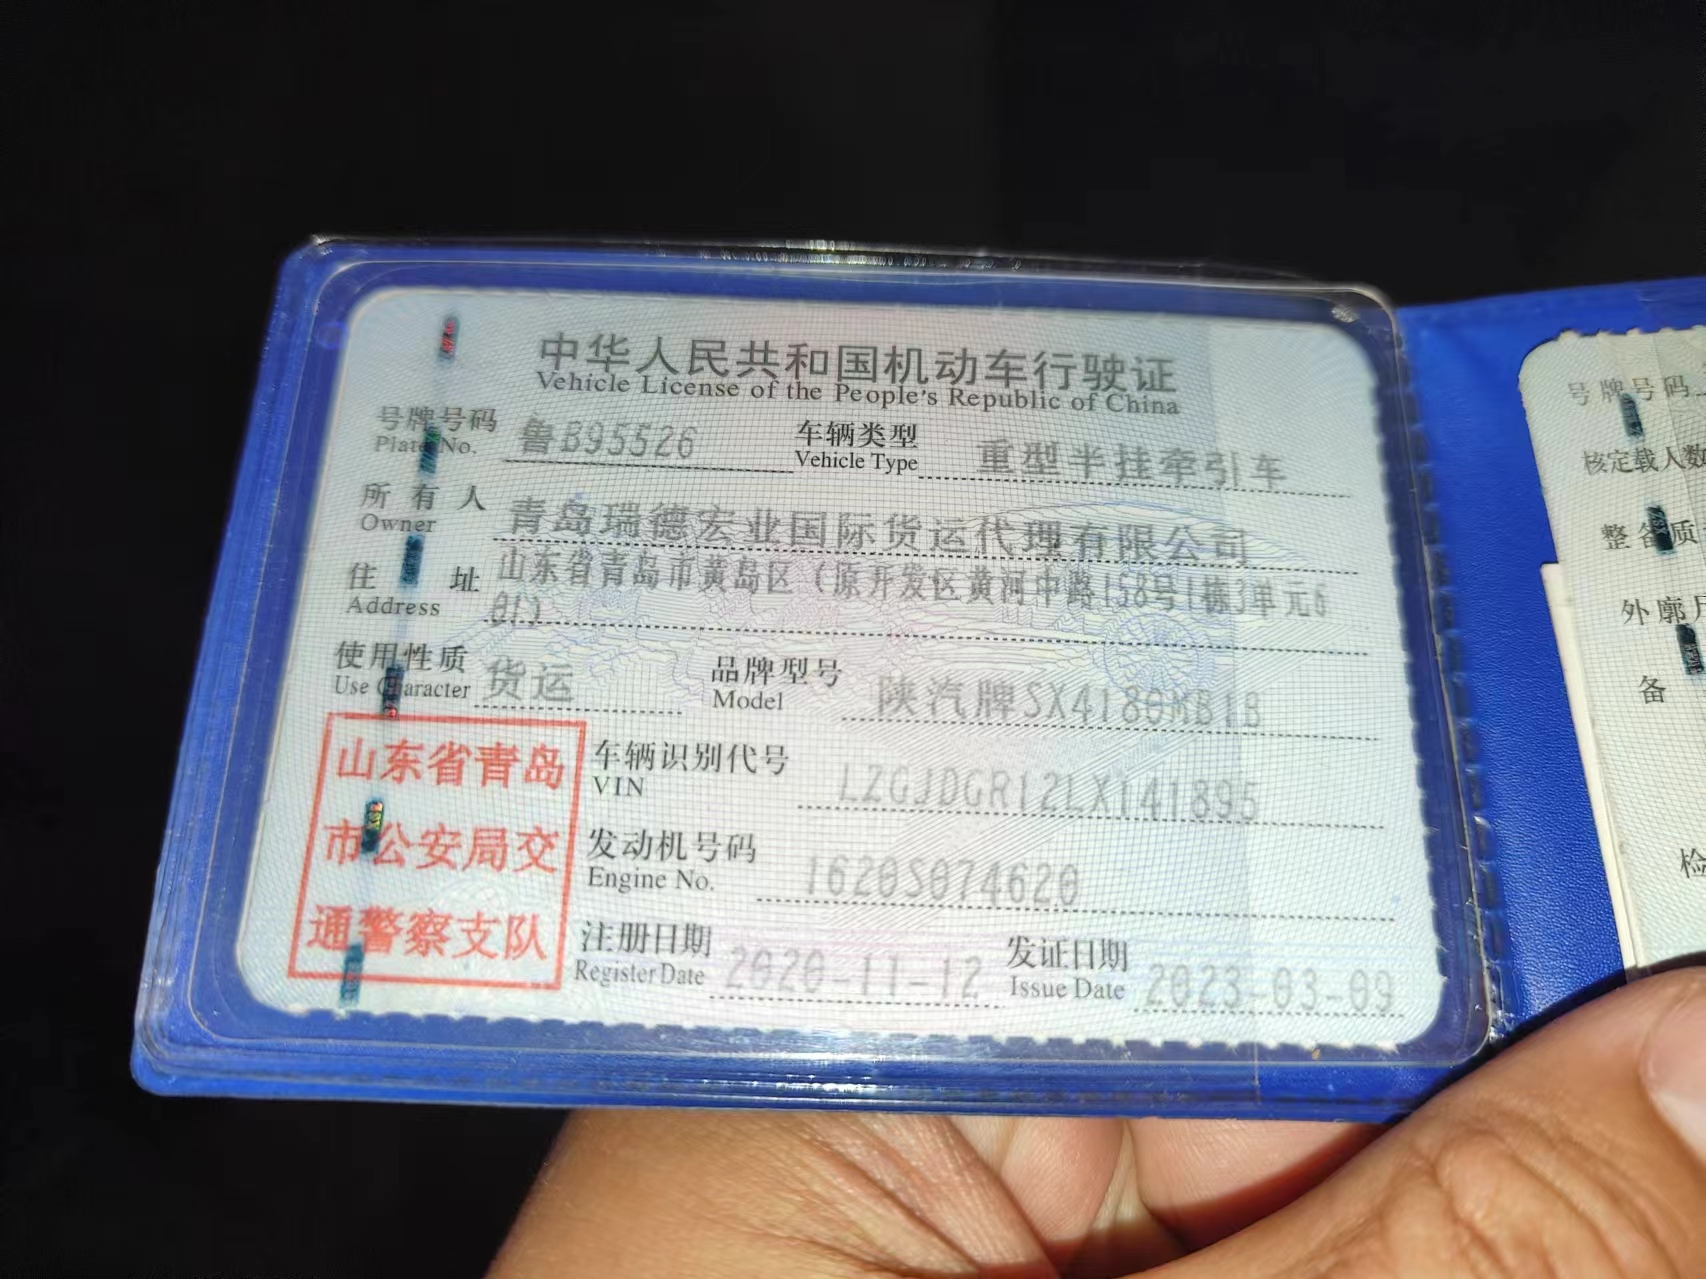 中华人民共和国机动车行驶证
Vehicle License of the People's Republic of China
号牌号码 鲁B95526 车辆类型 重型半挂牵引车
Plate No. Vehicle Type
所有人 青岛瑞德宏业国际货运代理有限公司
Owner
住址 山东省青岛市黄岛区（原开发区黄河中路158号1栋3单元6
Address 01）
使用性质 货运 品牌型号 陕汽牌SX4180MB1B
Use Character Model
山东省青岛
市公安局交
通警察支队
车辆识别代号 LZGJDGR12LX141895
VIN
发动机号码 1620S074620
Engine No.
注册日期 2020-11-12 发证日期 2023-03-09
Register Date Issue Date
号牌号码
核定载人数
整备质
外廓
备
检